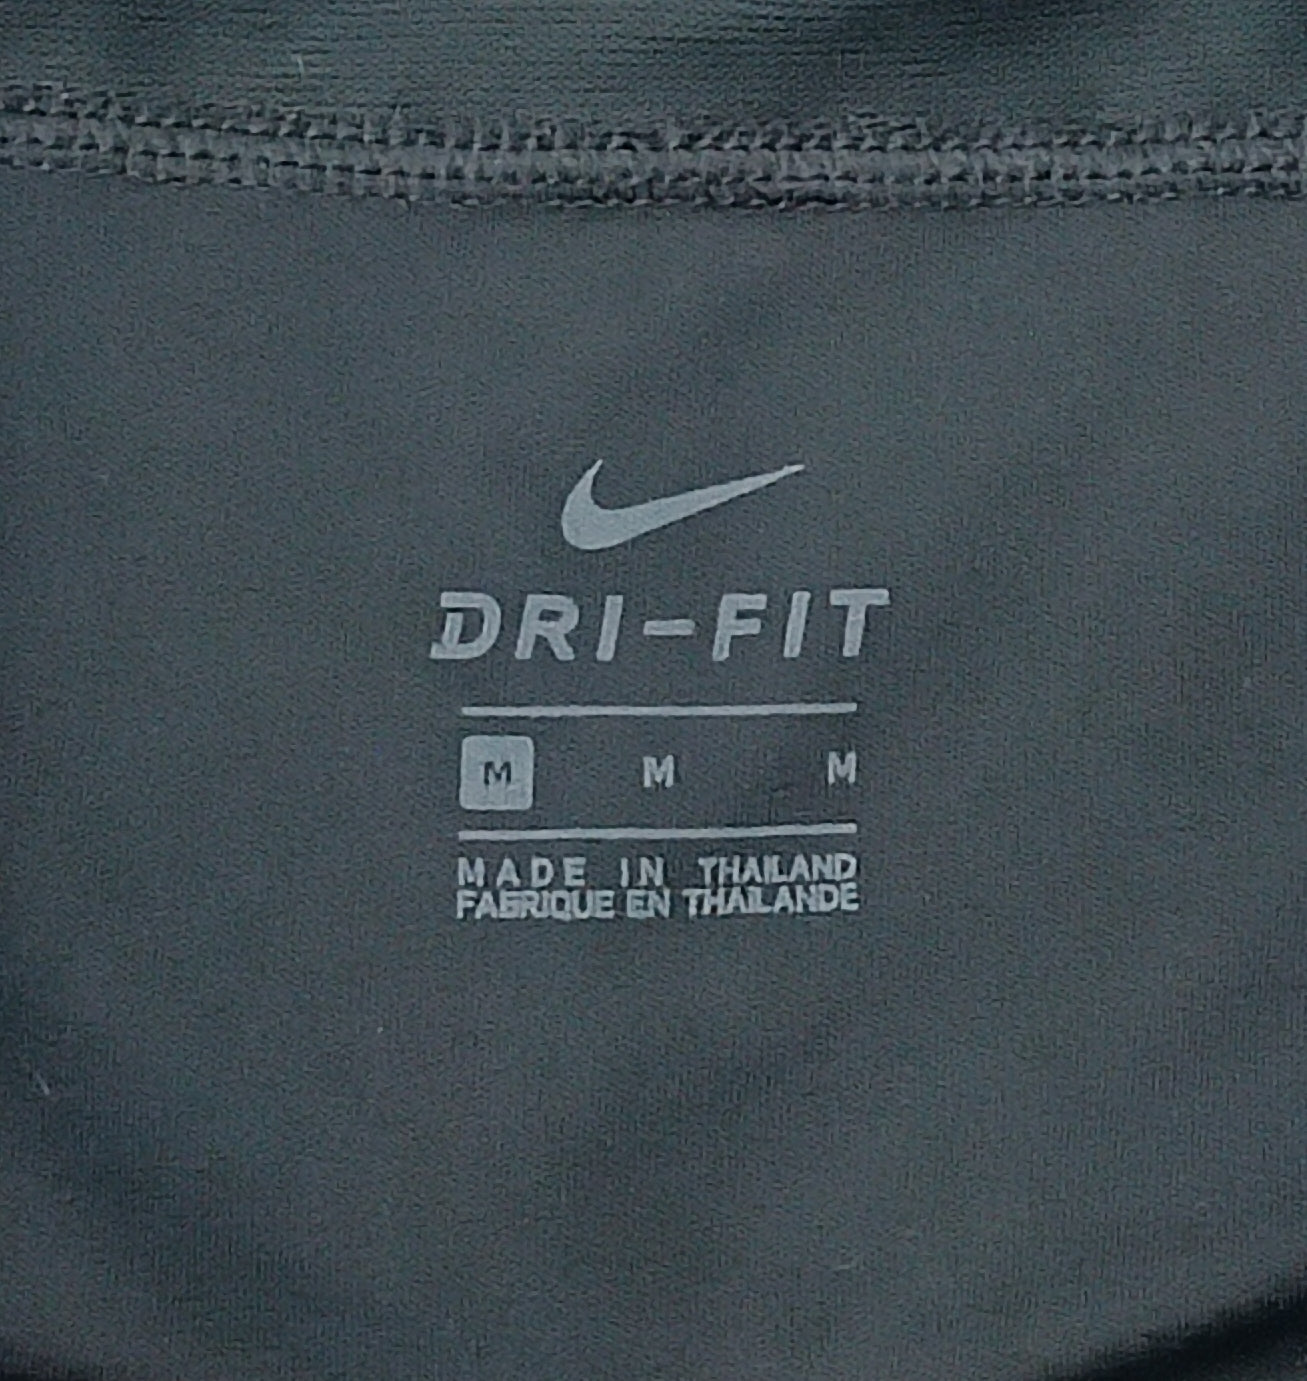 DRI-FIT
M M M
MADE IN THAILAND
FABRIQUE EN THAILANDE